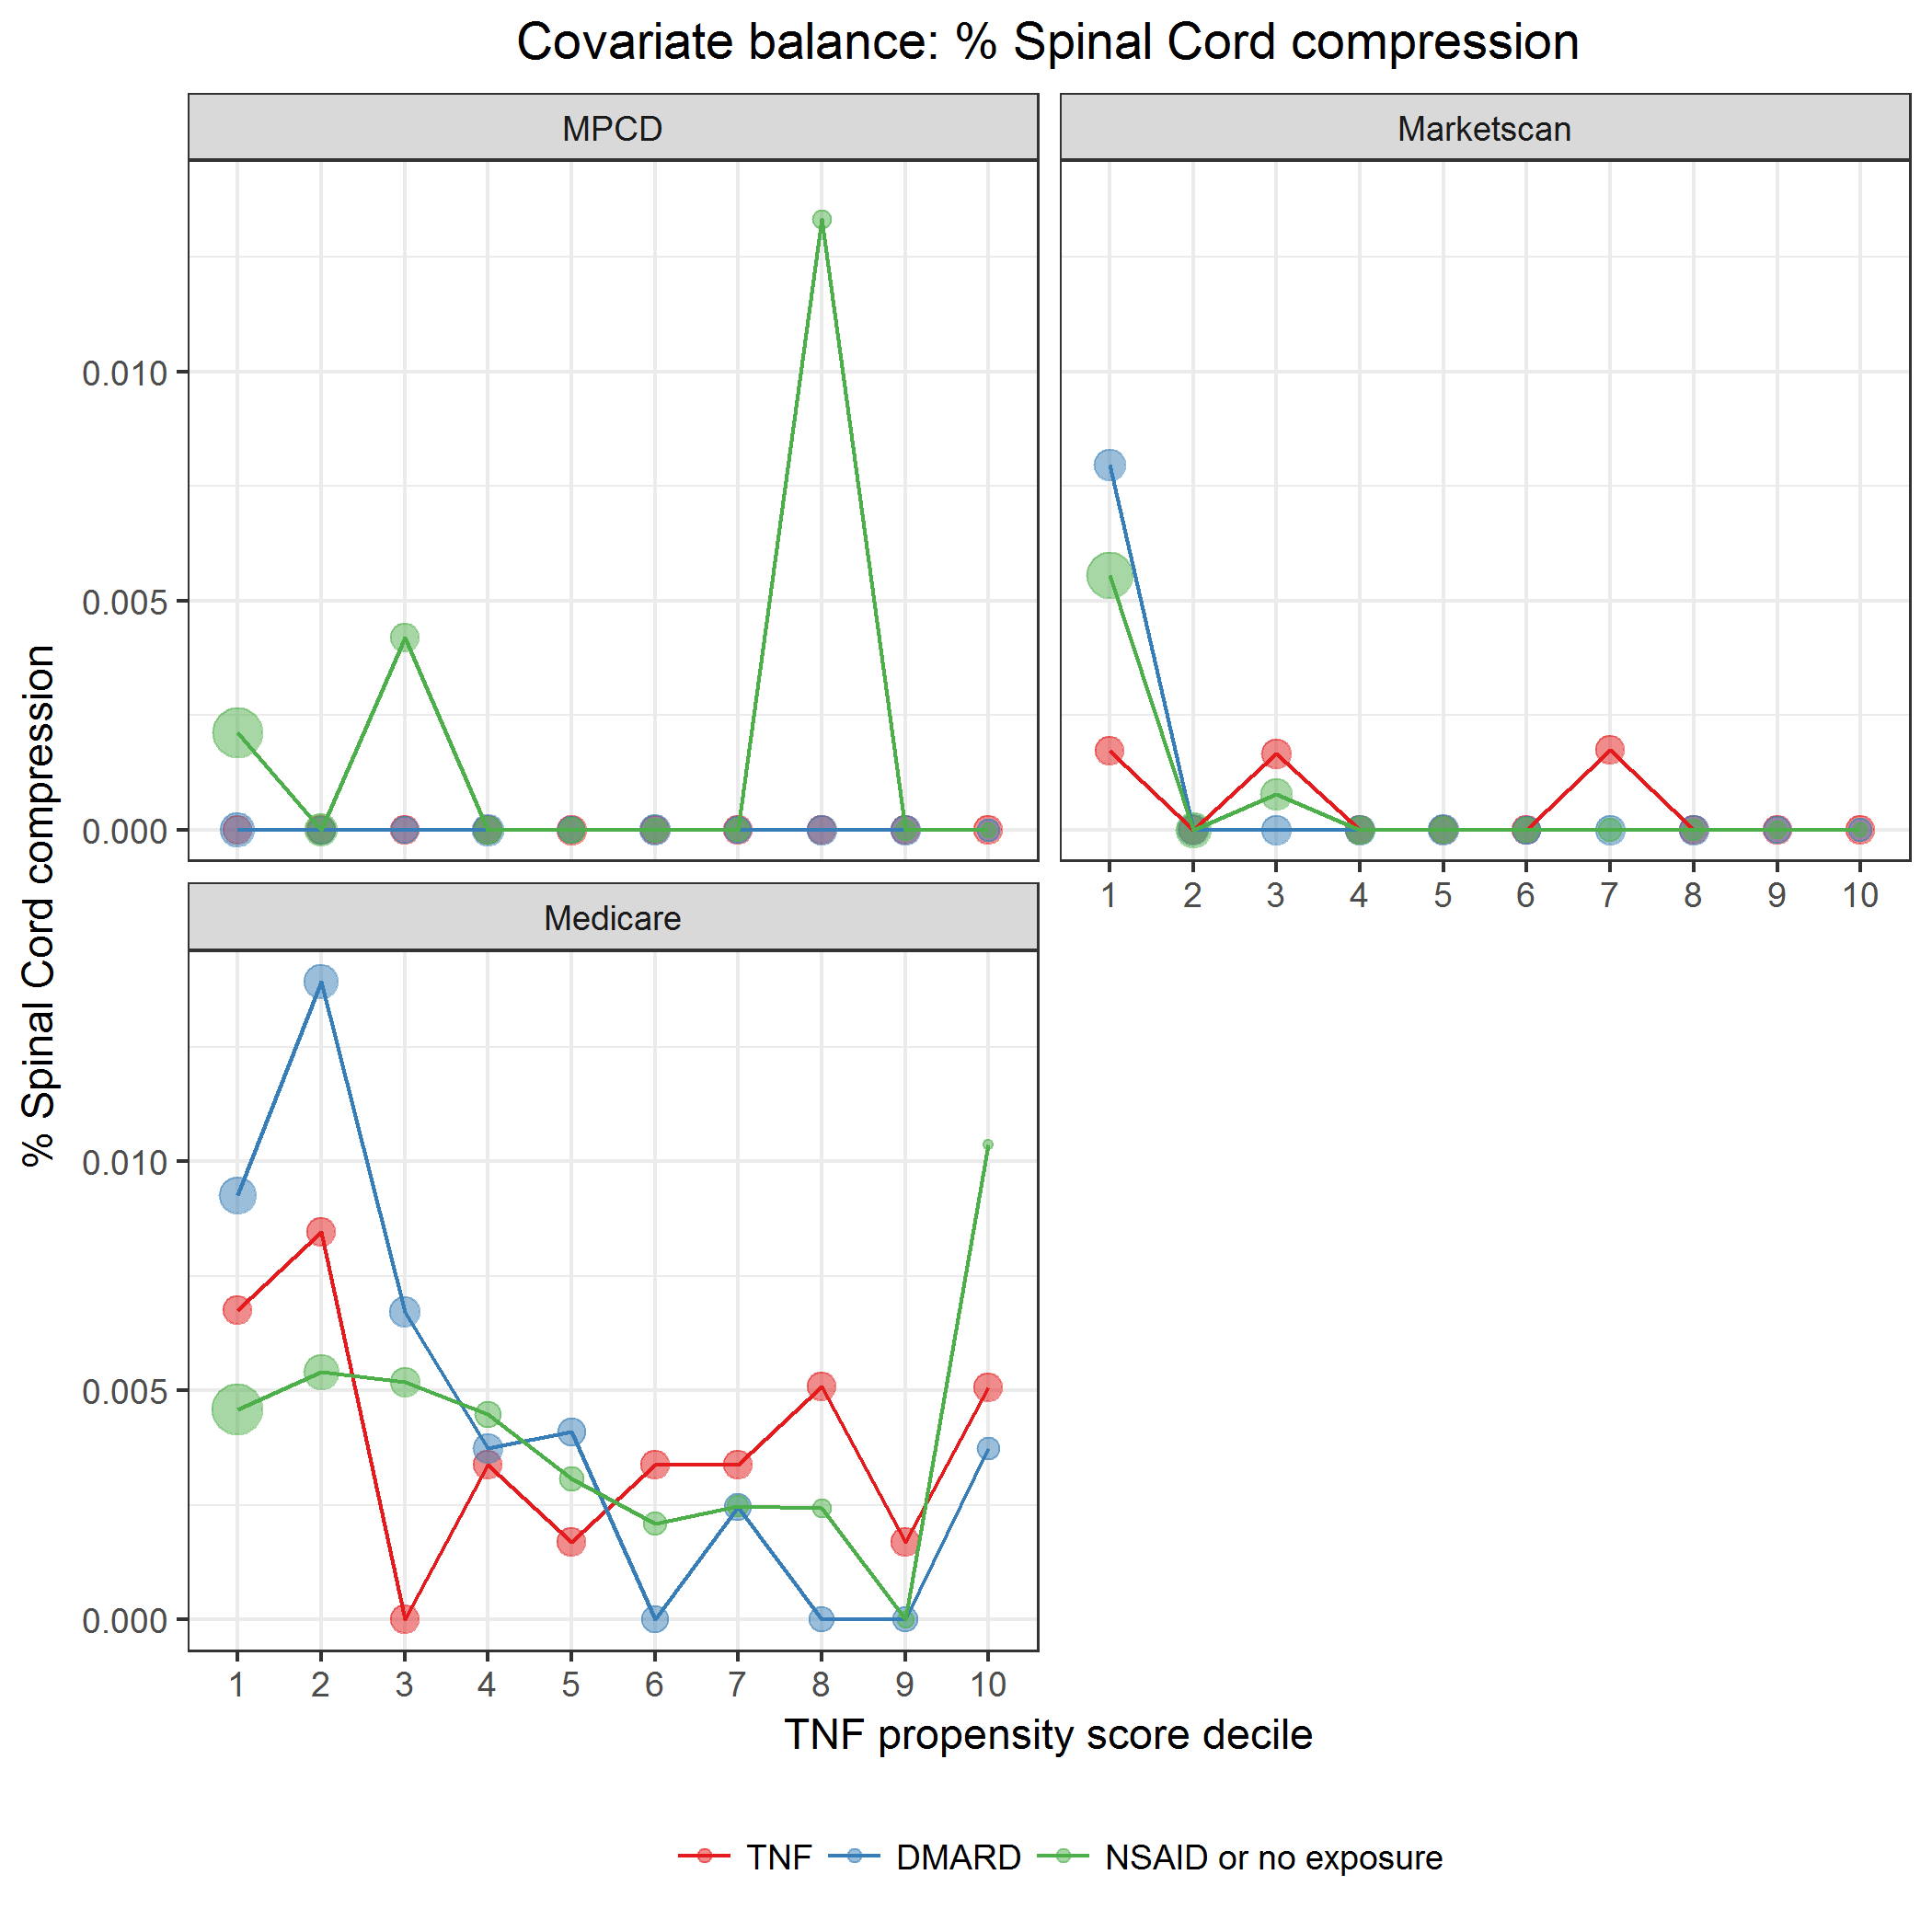 Covariate balance: % Spinal Cord compression
MPCD
Marketscan
0.010
0.005
0.000
1 2 3 4 5 6 7 8 9 10
Medicare
0.010
0.005
0.000
1 2 3 4 5 6 7 8 9 10
% Spinal Cord compression
TNF propensity score decile
TNF DMARD NSAID or no exposure